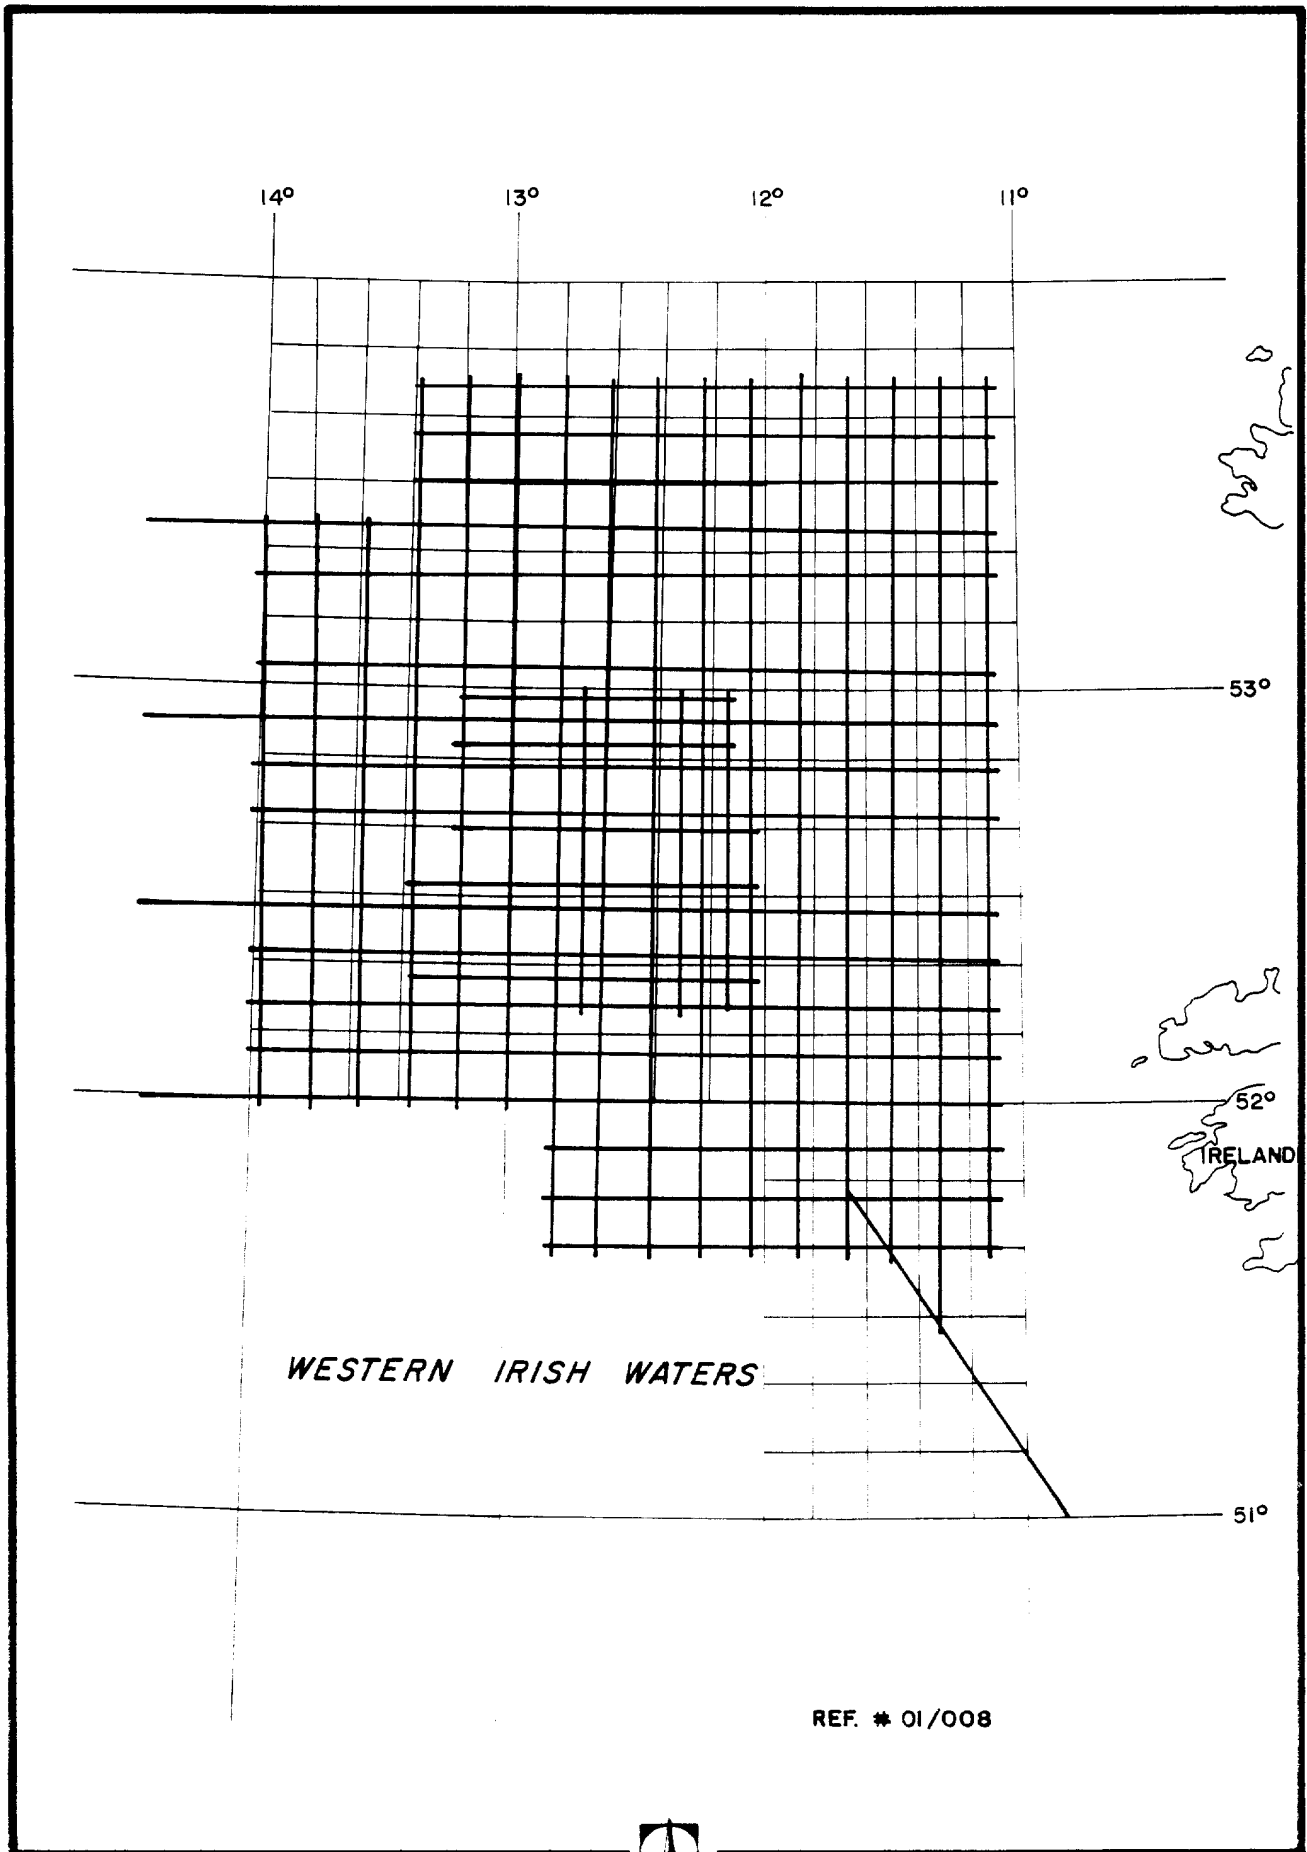 14° 13° 12° 11°
53°
52°
IRELAND
WESTERN IRISH WATERS
51°
REF. # 01/008